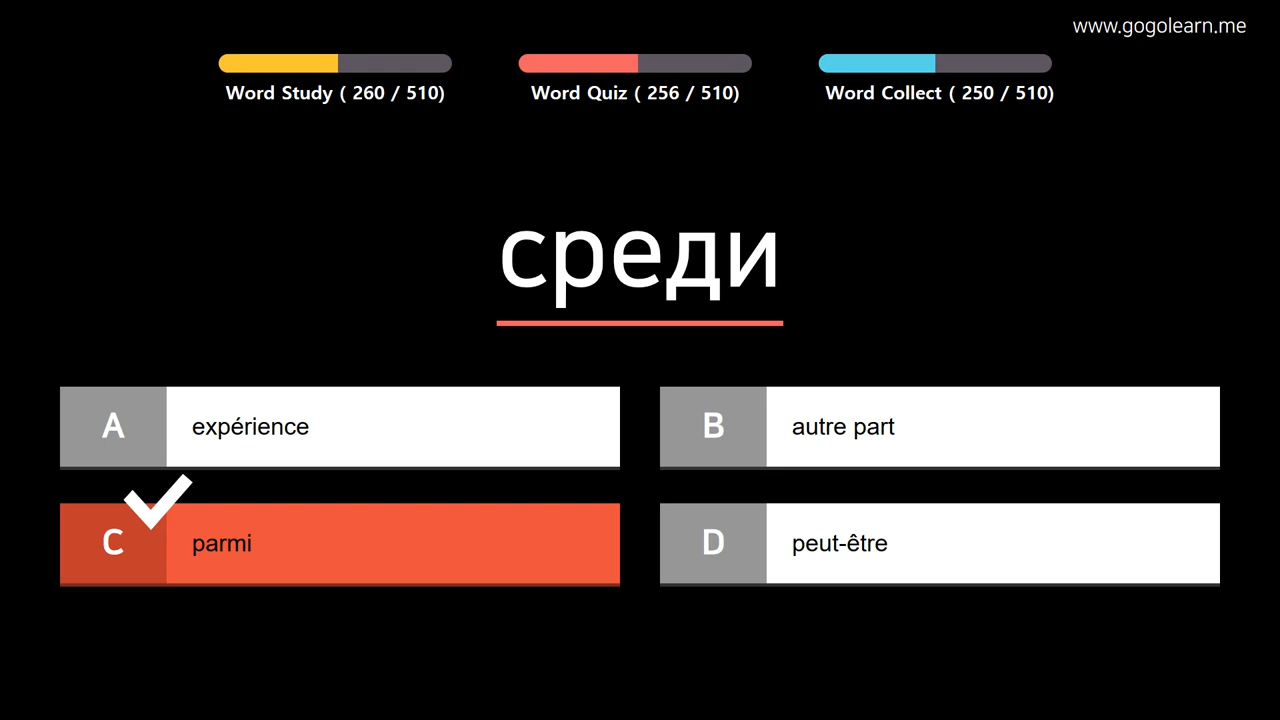 www.gogolearn.me
Word Study ( 260 / 510)
Word Quiz ( 256 / 510)
Word Collect ( 250 / 510)
среди
A
expérience
B
autre part
C
parmi
D
peut-être